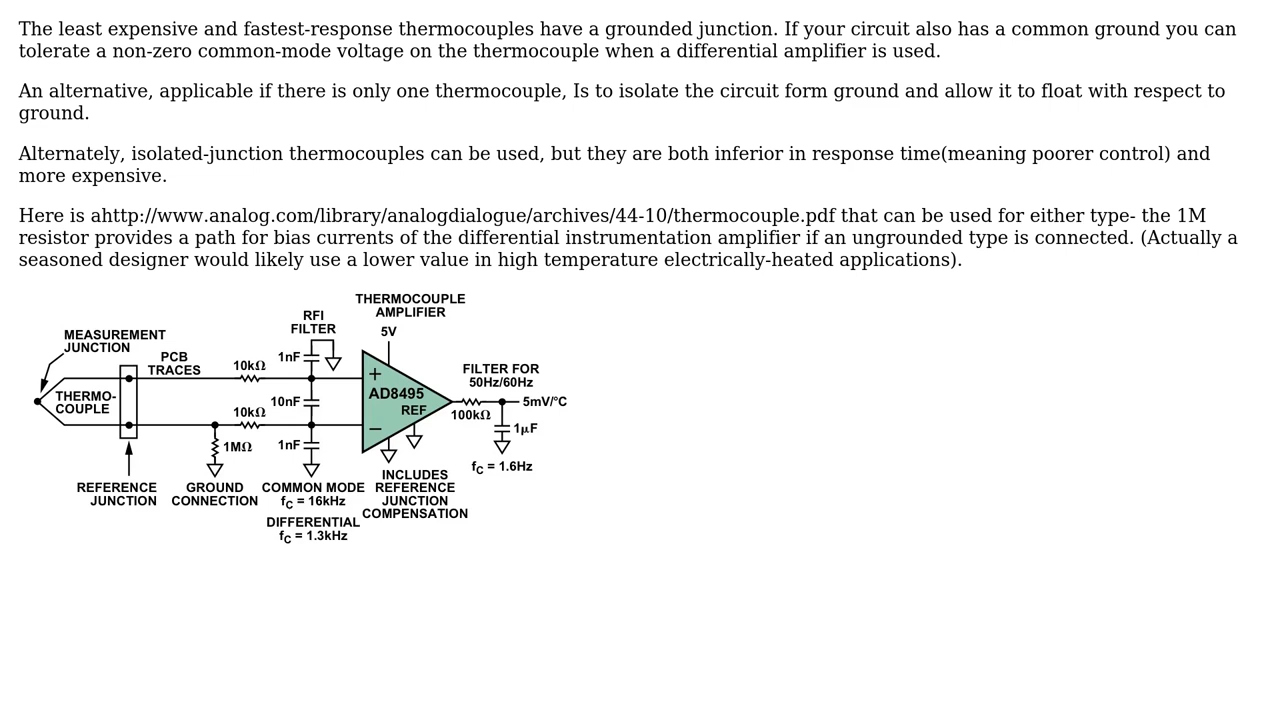 The least expensive and fastest-response thermocouples have a grounded junction. If your circuit also has a common ground you can
tolerate a non-zero common-mode voltage on the thermocouple when a differential amplifier is used.
An alternative, applicable if there is only one thermocouple, Is to isolate the circuit form ground and allow it to float with respect to
ground.
Alternately, isolated-junction thermocouples can be used, but they are both inferior in response time(meaning poorer control) and
more expensive.
Here is ahttp://www.analog.com/library/analogdialogue/archives/44-10/thermocouple.pdf that can be used for either type- the 1M
resistor provides a path for bias currents of the differential instrumentation amplifier if an ungrounded type is connected. (Actually a
seasoned designer would likely use a lower value in high temperature electrically-heated applications).
THERMOCOUPLE
AMPLIFIER
5V
RFI
FILTER
MEASUREMENT
JUNCTION
PCB
TRACES
10kΩ
1nF
FILTER FOR
50Hz/60Hz
THERMO-
COUPLE
10kΩ
10nF
+
AD8495
REF
–
100kΩ
5mV/°C
1µF
1MΩ
1nF
fC = 1.6Hz
REFERENCE
JUNCTION
GROUND
CONNECTION
COMMON MODE
fC = 16kHz
DIFFERENTIAL
fC = 1.3kHz
INCLUDES
REFERENCE
JUNCTION
COMPENSATION